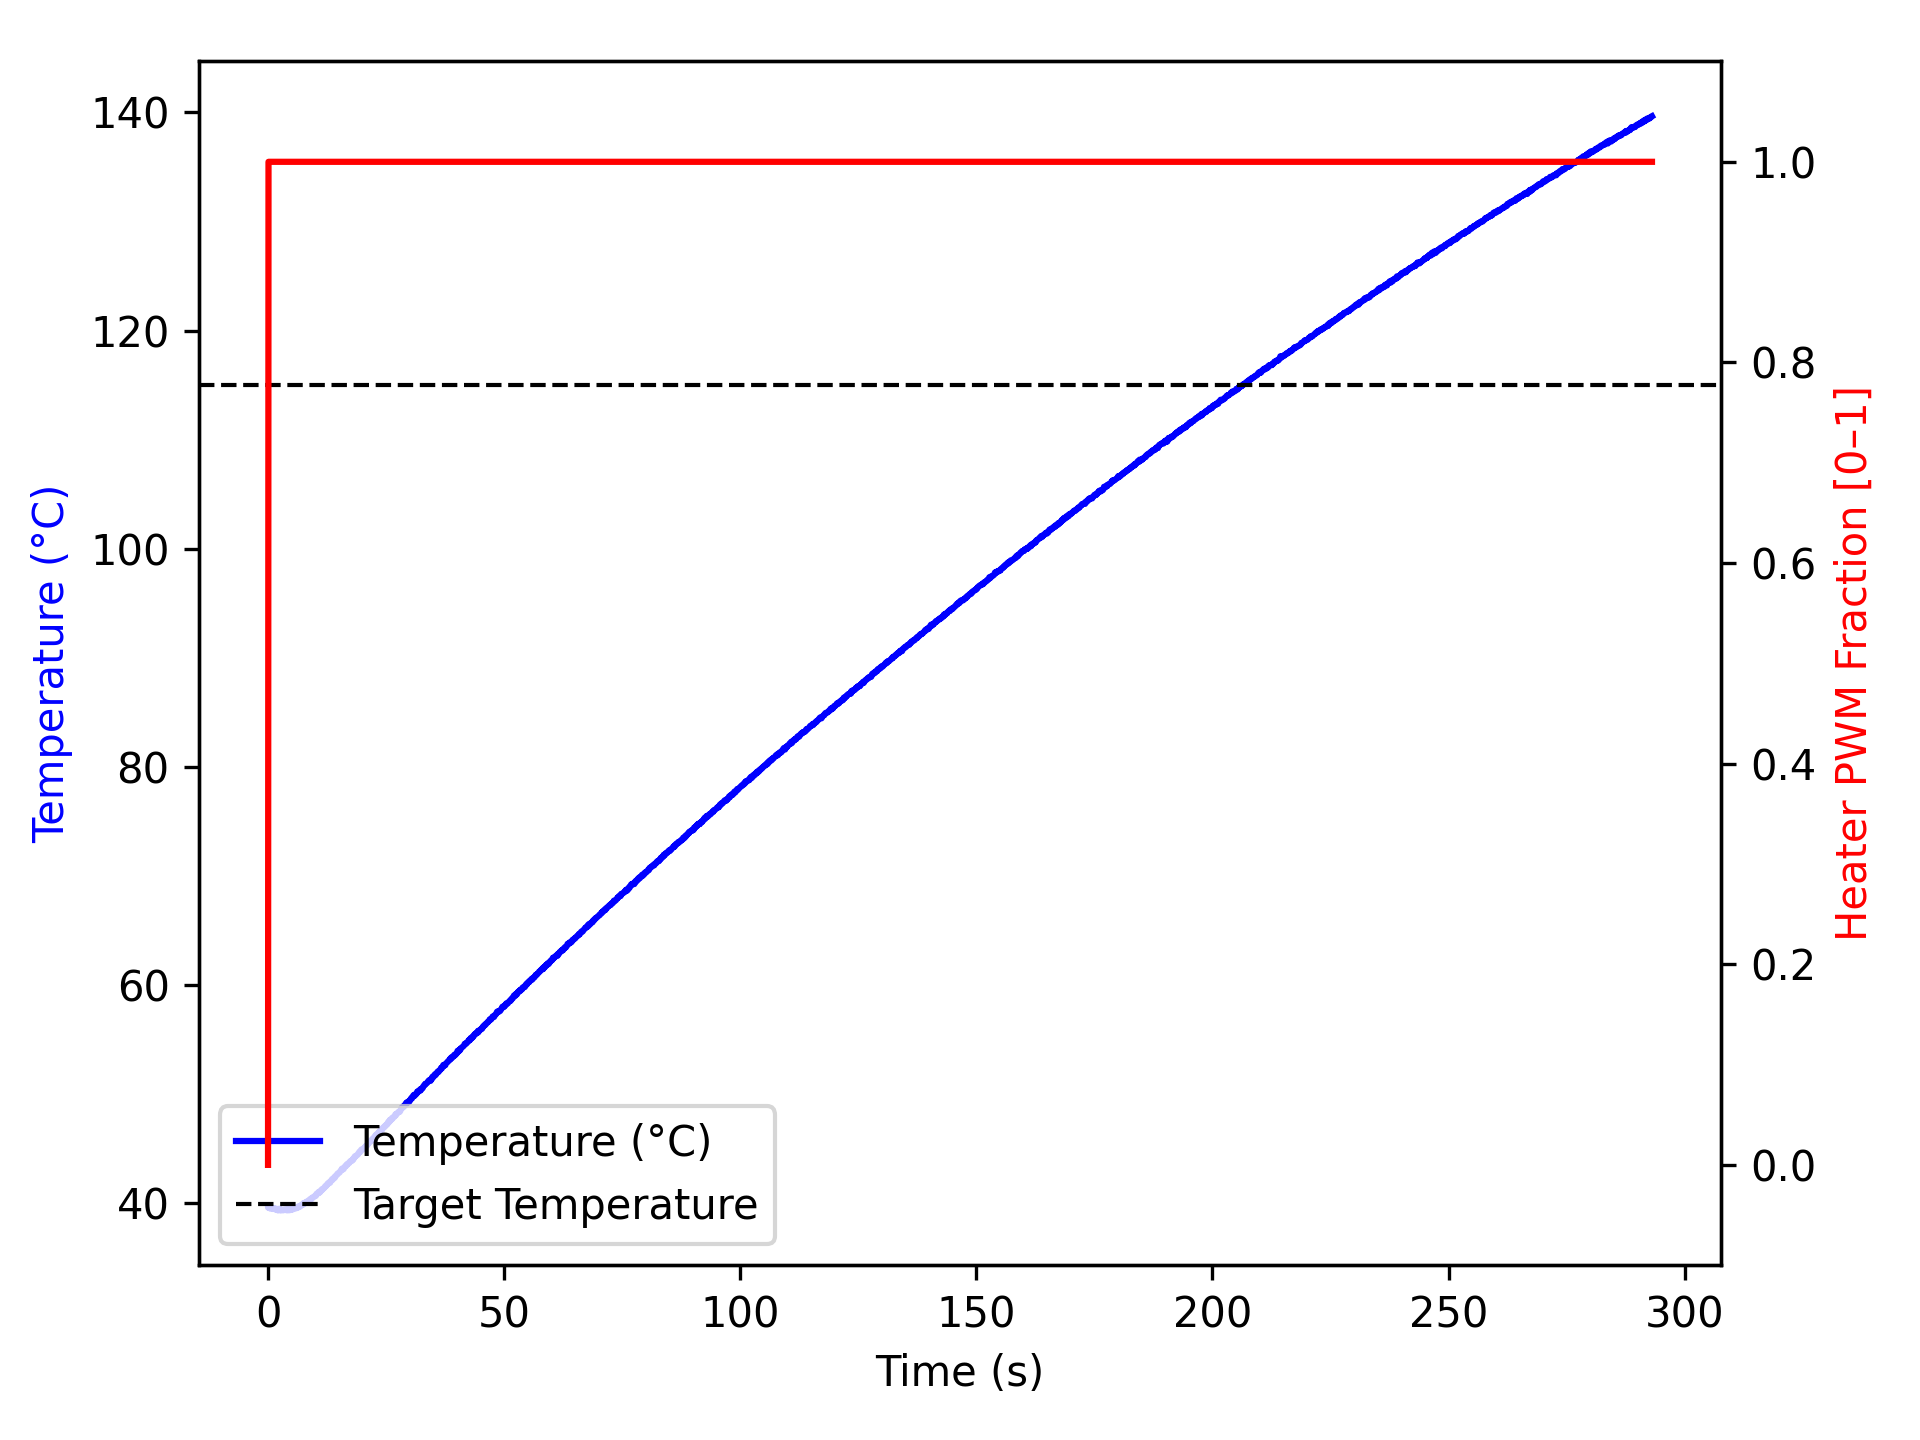 140
120
100
80
60
40
Temperature (°C)
1.0
0.8
0.6
0.4
0.2
0.0
Heater PWM Fraction [0–1]
Temperature (°C)
Target Temperature
0 50 100 150 200 250 300
Time (s)